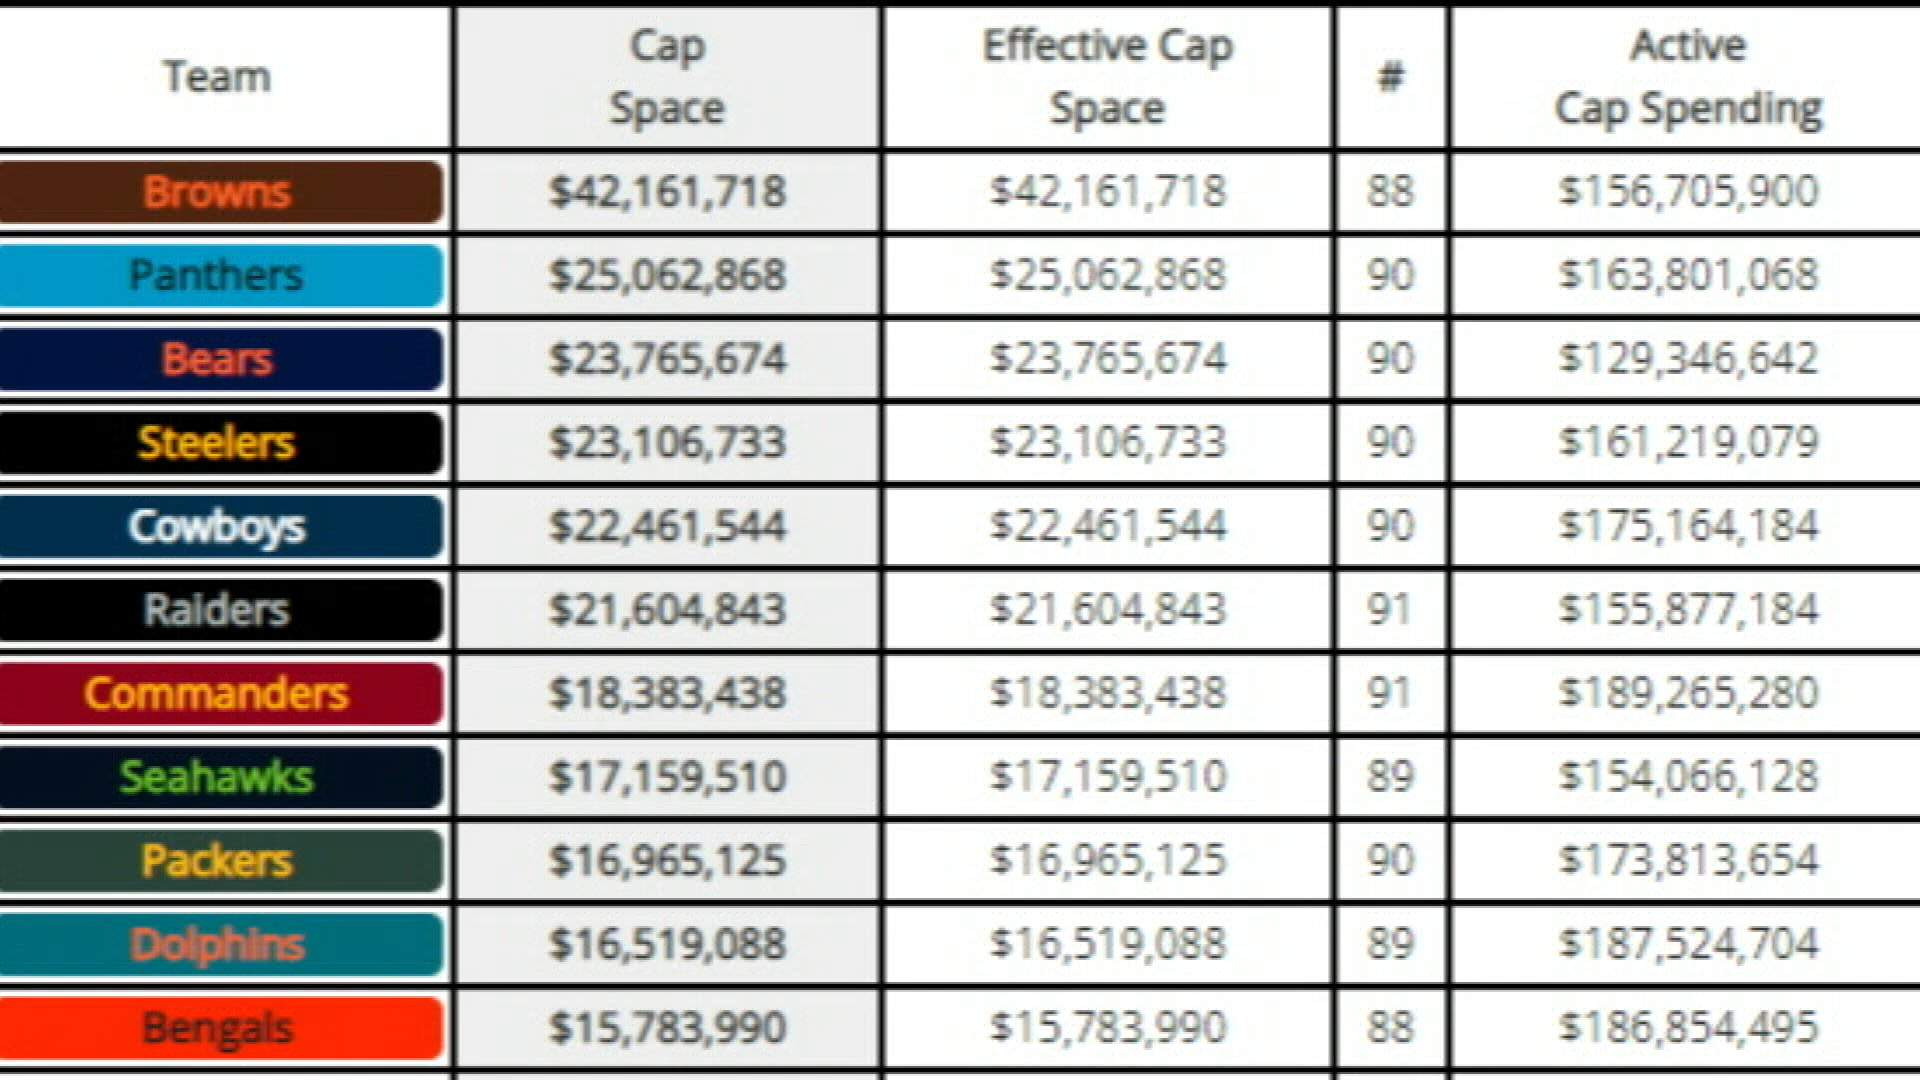 Team Cap Space Effective Cap Space # Active Cap Spending
Browns $42,161,718 $42,161,718 88 $156,705,900
Panthers $25,062,868 $25,062,868 90 $163,801,068
Bears $23,765,674 $23,765,674 90 $129,346,642
Steelers $23,106,733 $23,106,733 90 $161,219,079
Cowboys $22,461,544 $22,461,544 90 $175,164,184
Raiders $21,604,843 $21,604,843 91 $155,877,184
Commanders $18,383,438 $18,383,438 91 $189,265,280
Seahawks $17,159,510 $17,159,510 89 $154,066,128
Packers $16,965,125 $16,965,125 90 $173,813,654
Dolphins $16,519,088 $16,519,088 89 $187,524,704
Bengals $15,783,990 $15,783,990 88 $186,854,495